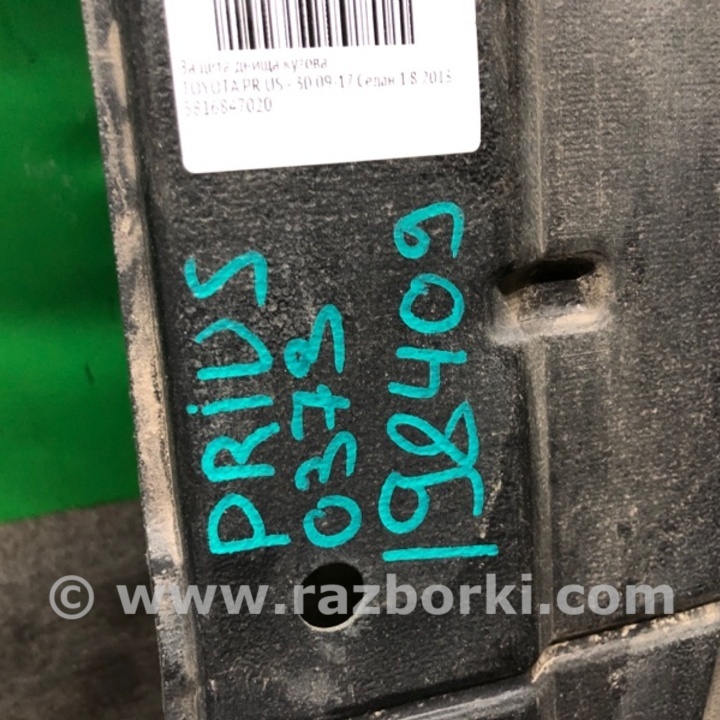 Защита днища кузова
TOYOTA PRIUS - 30 09-17 Седан 1.8 2013
5816847020
PRiUS
0373
198409
© www.razborki.com